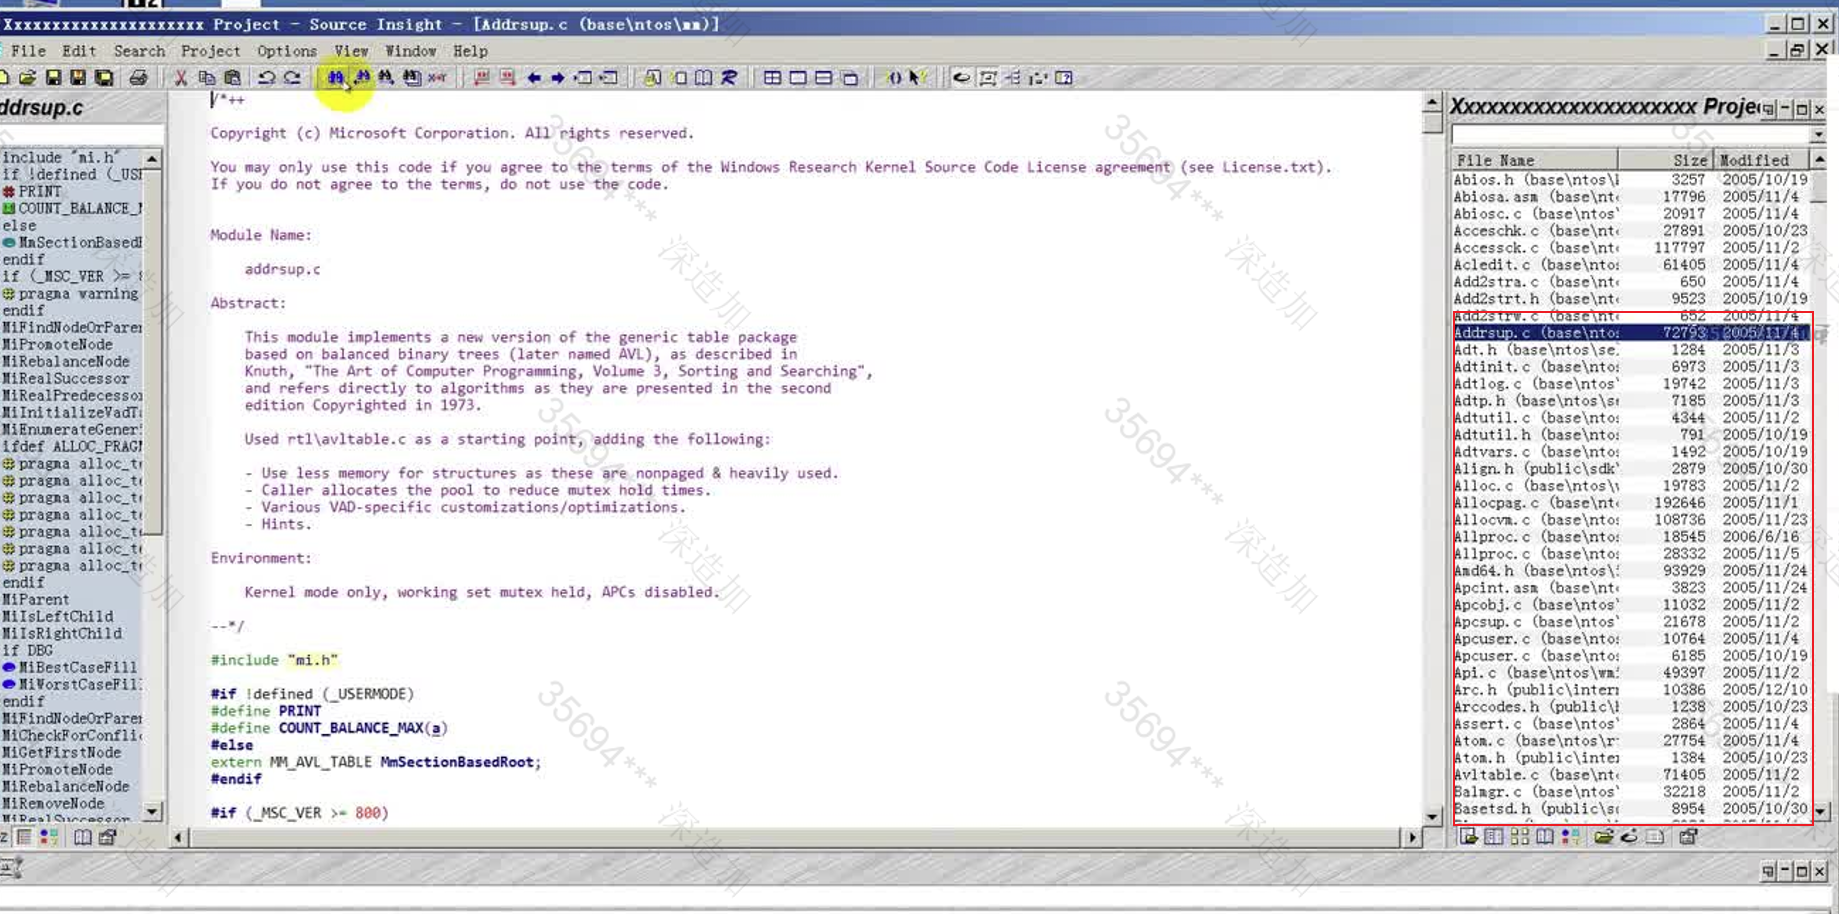 Xxxxxxxxxxxxxxxxxxxxx Project - Source Insight - [Addrsup.c (base\ntos\mm)]
File Edit Search Project Options View Window Help
ddrsup.c
include "mi.h"
if !defined (_USE
PRINT
COUNT_BALANCE_M
else
MmSectionBasedR
endif
if (_MSC_VER >= 8
pragma warning
endif
MiFindNodeOrParen
MiPromoteNode
MiRebalanceNode
MiRealSuccessor
MiRealPredecessor
MiInitializeVadT
MiEnumerateGener
ifdef ALLOC_PRAGM
pragma alloc_te
pragma alloc_te
pragma alloc_te
pragma alloc_te
pragma alloc_te
pragma alloc_te
pragma alloc_te
endif
MiParent
MiIsLeftChild
MiIsRightChild
if DBG
MiBestCaseFill
MiWorstCaseFill
endif
MiFindNodeOrParen
MiCheckForConflic
MiGetFirstNode
MiPromoteNode
MiRebalanceNode
MiRemoveNode
MiRealSuccessor
/*++
Copyright (c) Microsoft Corporation. All rights reserved.
You may only use this code if you agree to the terms of the Windows Research Kernel Source Code License agreement (see License.txt).
If you do not agree to the terms, do not use the code.
Module Name:
addrsup.c
Abstract:
This module implements a new version of the generic table package
based on balanced binary trees (later named AVL), as described in
Knuth, "The Art of Computer Programming, Volume 3, Sorting and Searching",
and refers directly to algorithms as they are presented in the second
edition Copyrighted in 1973.
Used rtl\avltable.c as a starting point, adding the following:
- Use less memory for structures as these are nonpaged & heavily used.
- Caller allocates the pool to reduce mutex hold times.
- Various VAD-specific customizations/optimizations.
- Hints.
Environment:
Kernel mode only, working set mutex held, APCs disabled.
--*/
#include "mi.h"
#if !defined (_USERMODE)
#define PRINT
#define COUNT_BALANCE_MAX(a)
#else
extern MM_AVL_TABLE MmSectionBasedRoot;
#endif
#if (_MSC_VER >= 800)
Xxxxxxxxxxxxxxxxxxxxx Projec
File Name Size Modified
Abios.h (base\ntos\ 3257 2005/10/19
Abiosa.asm (base\nt 17796 2005/11/4
Abiosc.c (base\ntos 20917 2005/11/4
Acceschk.c (base\nt 27891 2005/10/23
Accessck.c (base\nt 117797 2005/11/2
Acledit.c (base\nto 61405 2005/11/4
Add2stra.c (base\nt 650 2005/11/4
Add2strt.h (base\nt 9523 2005/10/19
Add2strw.c (base\nt 652 2005/11/4
Addrsup.c (base\nto 72793 2005/11/4
Adt.h (base\ntos\se 1284 2005/11/3
Adtinit.c (base\nto 6973 2005/11/3
Adtlog.c (base\ntos 19742 2005/11/3
Adtp.h (base\ntos\s 7185 2005/11/3
Adtutil.c (base\nto 4344 2005/11/2
Adtutil.h (base\nto 791 2005/10/19
Adtvars.c (base\nto 1492 2005/10/19
Align.h (public\sdk 2879 2005/10/30
Alloc.c (base\ntos\ 19783 2005/11/2
Allocpag.c (base\nt 192646 2005/11/1
Allocvm.c (base\nto 108736 2005/11/23
Allproc.c (base\nto 18545 2006/6/16
Allproc.c (base\nto 28332 2005/11/5
Amd64.h (base\ntos\ 93929 2005/11/24
Apcint.asm (base\nt 3823 2005/11/24
Apcobj.c (base\ntos 11032 2005/11/2
Apcsup.c (base\ntos 21678 2005/11/2
Apcuser.c (base\nto 10764 2005/11/4
Apcuser.c (base\nto 6185 2005/10/19
Api.c (base\ntos\wm 49397 2005/11/2
Arc.h (public\inter 10386 2005/12/10
Arccodes.h (public\ 1238 2005/10/23
Assert.c (base\ntos 2864 2005/11/4
Atom.c (base\ntos\r 27754 2005/11/4
Atom.h (public\inte 1384 2005/10/23
Avltable.c (base\nt 71405 2005/11/2
Balmgr.c (base\ntos 32218 2005/11/2
Basetsd.h (public\s 8954 2005/10/30
35694***
深造加